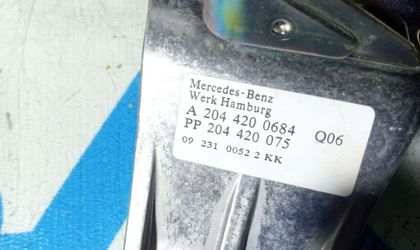 Mercedes-Benz
Werk Hamburg
A 204 420 0684 Q06
PP 204 420 075
09 231 0052 2 KK